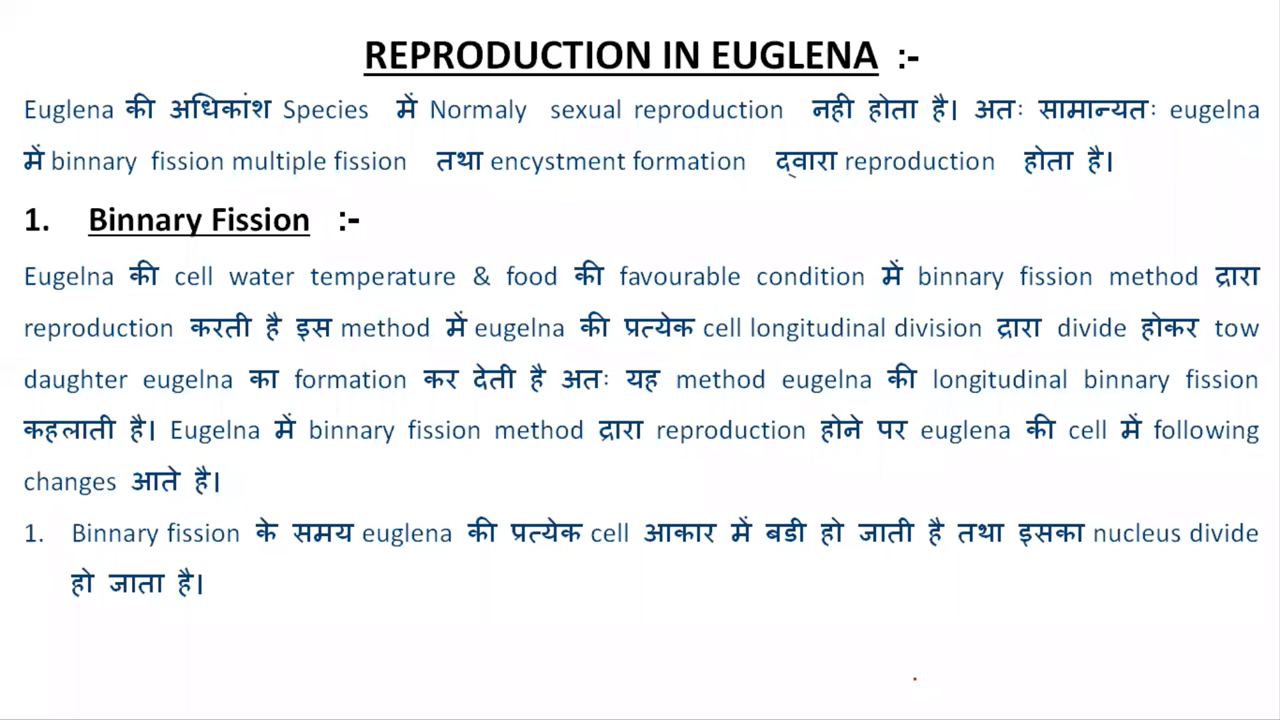 REPRODUCTION IN EUGLENA :-
Euglena की अधिकांश Species में Normaly sexual reproduction नही होता है। अतः सामान्यतः eugelna
में binnary fission multiple fission तथा encystment formation द्वारा reproduction होता है।
1. Binnary Fission :-
Eugelna की cell water temperature & food की favourable condition में binnary fission method द्रारा
reproduction करती है इस method में eugelna की प्रत्येक cell longitudinal division द्रारा divide होकर tow
daughter eugelna का formation कर देती है अतः यह method eugelna की longitudinal binnary fission
कहलाती है। Eugelna में binnary fission method द्रारा reproduction होने पर euglena की cell में following
changes आते है।
1. Binnary fission के समय euglena की प्रत्येक cell आकार में बडी हो जाती है तथा इसका nucleus divide
हो जाता है।